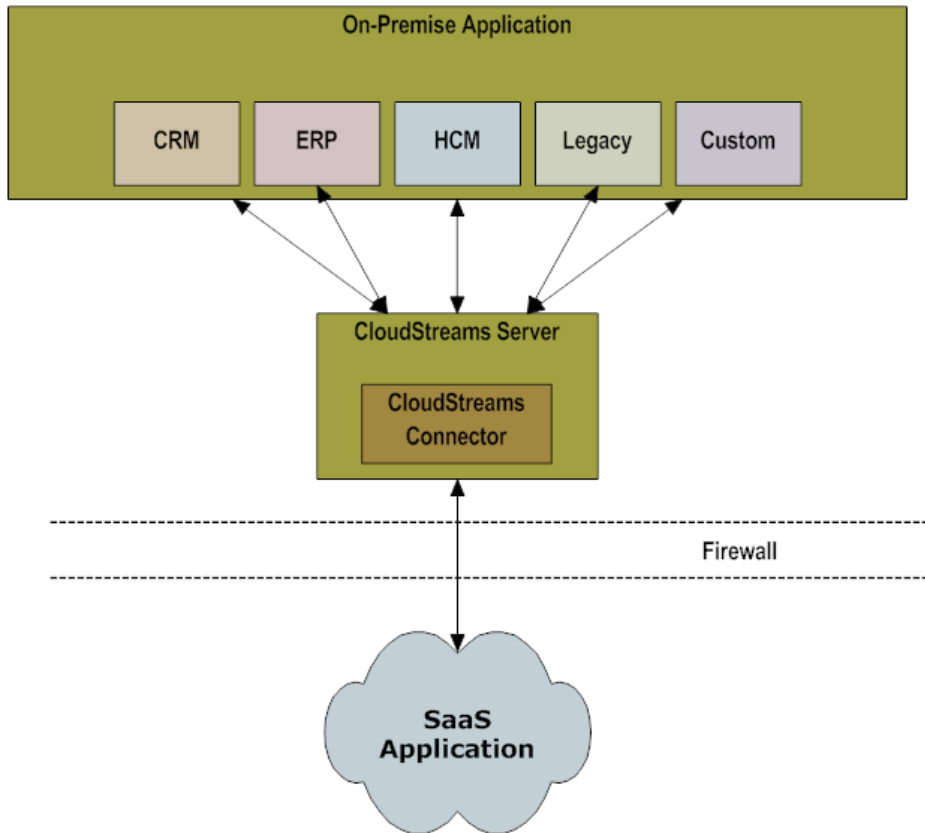 On-Premise Application
CRM
ERP
HCM
Legacy
Custom
CloudStreams Server
CloudStreams
Connector
Firewall
SaaS
Application